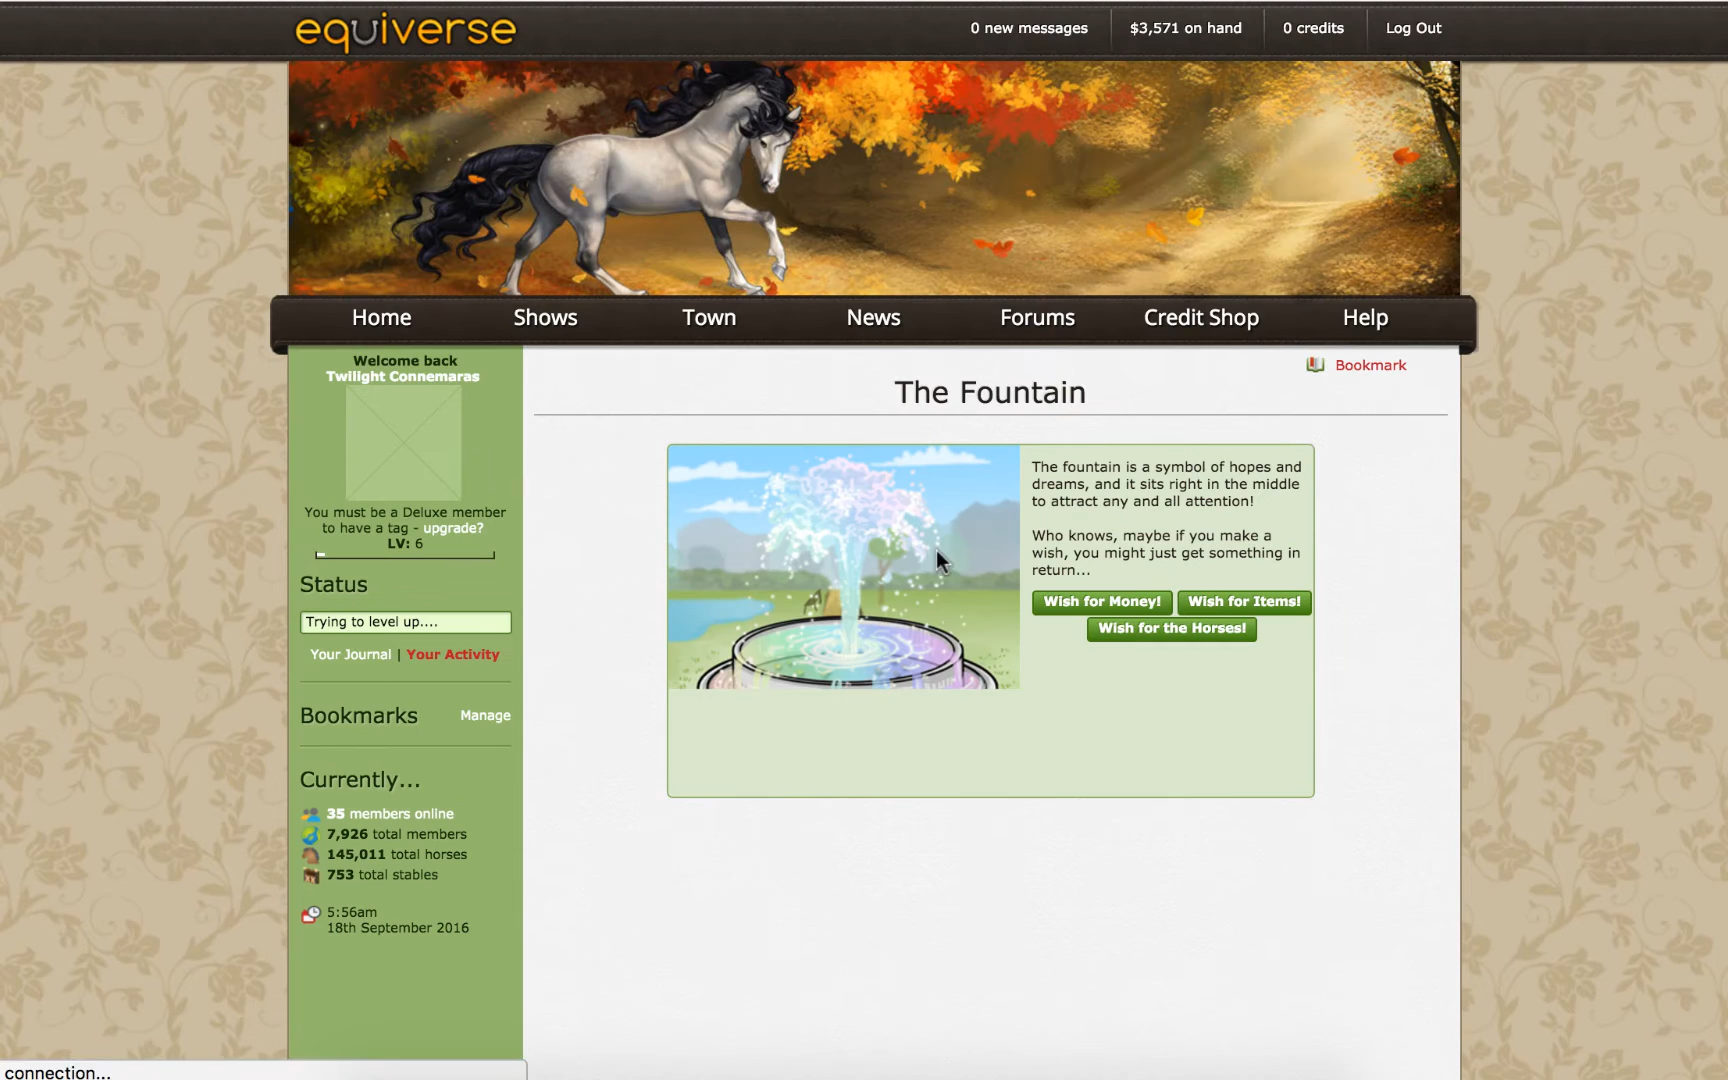 equiverse
0 new messages
$3,571 on hand
0 credits
Log Out
Home
Shows
Town
News
Forums
Credit Shop
Help
Welcome back
Twilight Connemaras
You must be a Deluxe member
to have a tag - upgrade?
LV: 6
Status
Trying to level up....
Your Journal | Your Activity
Bookmarks
Manage
Currently...
35 members online
7,926 total members
145,011 total horses
753 total stables
5:56am
18th September 2016
Bookmark
The Fountain
The fountain is a symbol of hopes and
dreams, and it sits right in the middle
to attract any and all attention!
Who knows, maybe if you make a
wish, you might just get something in
return...
Wish for Money!
Wish for Items!
Wish for the Horses!
connection...